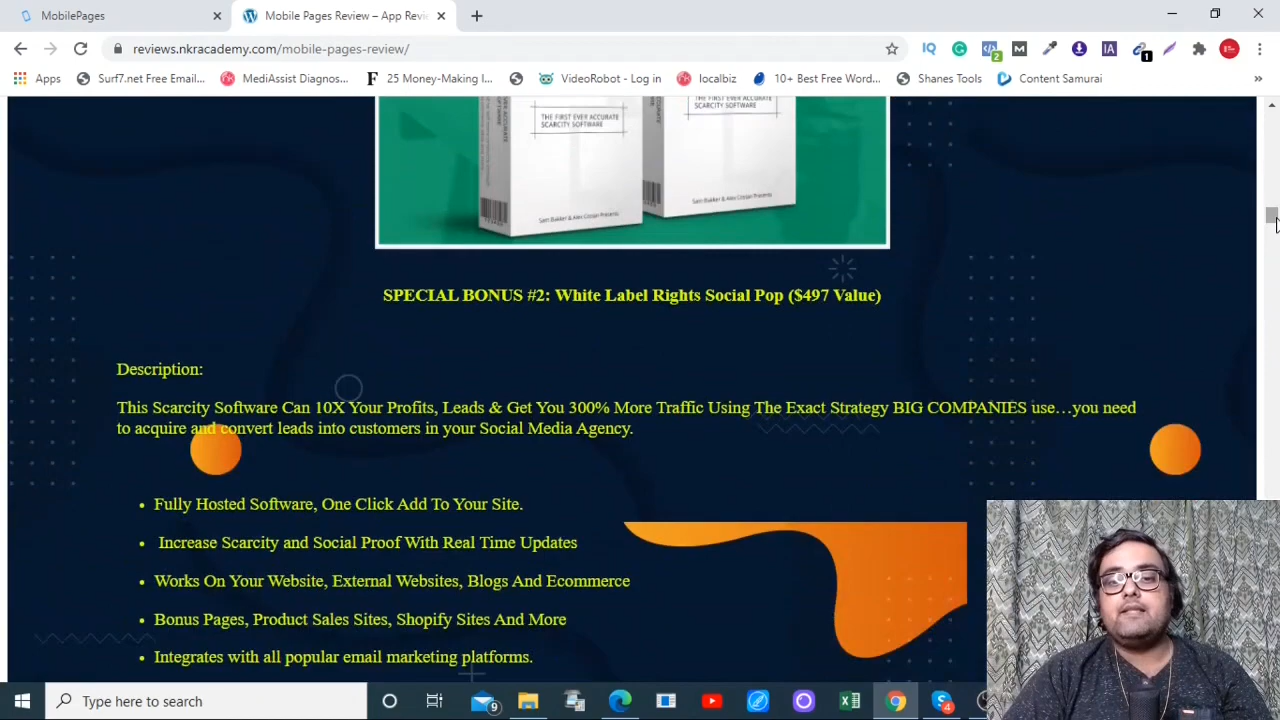 MobilePages
Mobile Pages Review – App Revi
reviews.nkracademy.com/mobile-pages-review/
IQ
2
M
IA
1
Apps
Surf7.net Free Email...
MediAssist Diagnos...
F
25 Money-Making I...
VideoRobot - Log in
localbiz
10+ Best Free Word...
Shanes Tools
Content Samurai
»
THE FIRST EVER ACCURATE
SCARCITY SOFTWARE
THE FIRST EVER ACCURATE
SCARCITY SOFTWARE
SPECIAL BONUS #2: White Label Rights Social Pop ($497 Value)
Description:
This Scarcity Software Can 10X Your Profits, Leads & Get You 300% More Traffic Using The Exact Strategy BIG COMPANIES use…you need
to acquire and convert leads into customers in your Social Media Agency.
• Fully Hosted Software, One Click Add To Your Site.
• Increase Scarcity and Social Proof With Real Time Updates
• Works On Your Website, External Websites, Blogs And Ecommerce
• Bonus Pages, Product Sales Sites, Shopify Sites And More
• Integrates with all popular email marketing platforms.
Type here to search
9
4